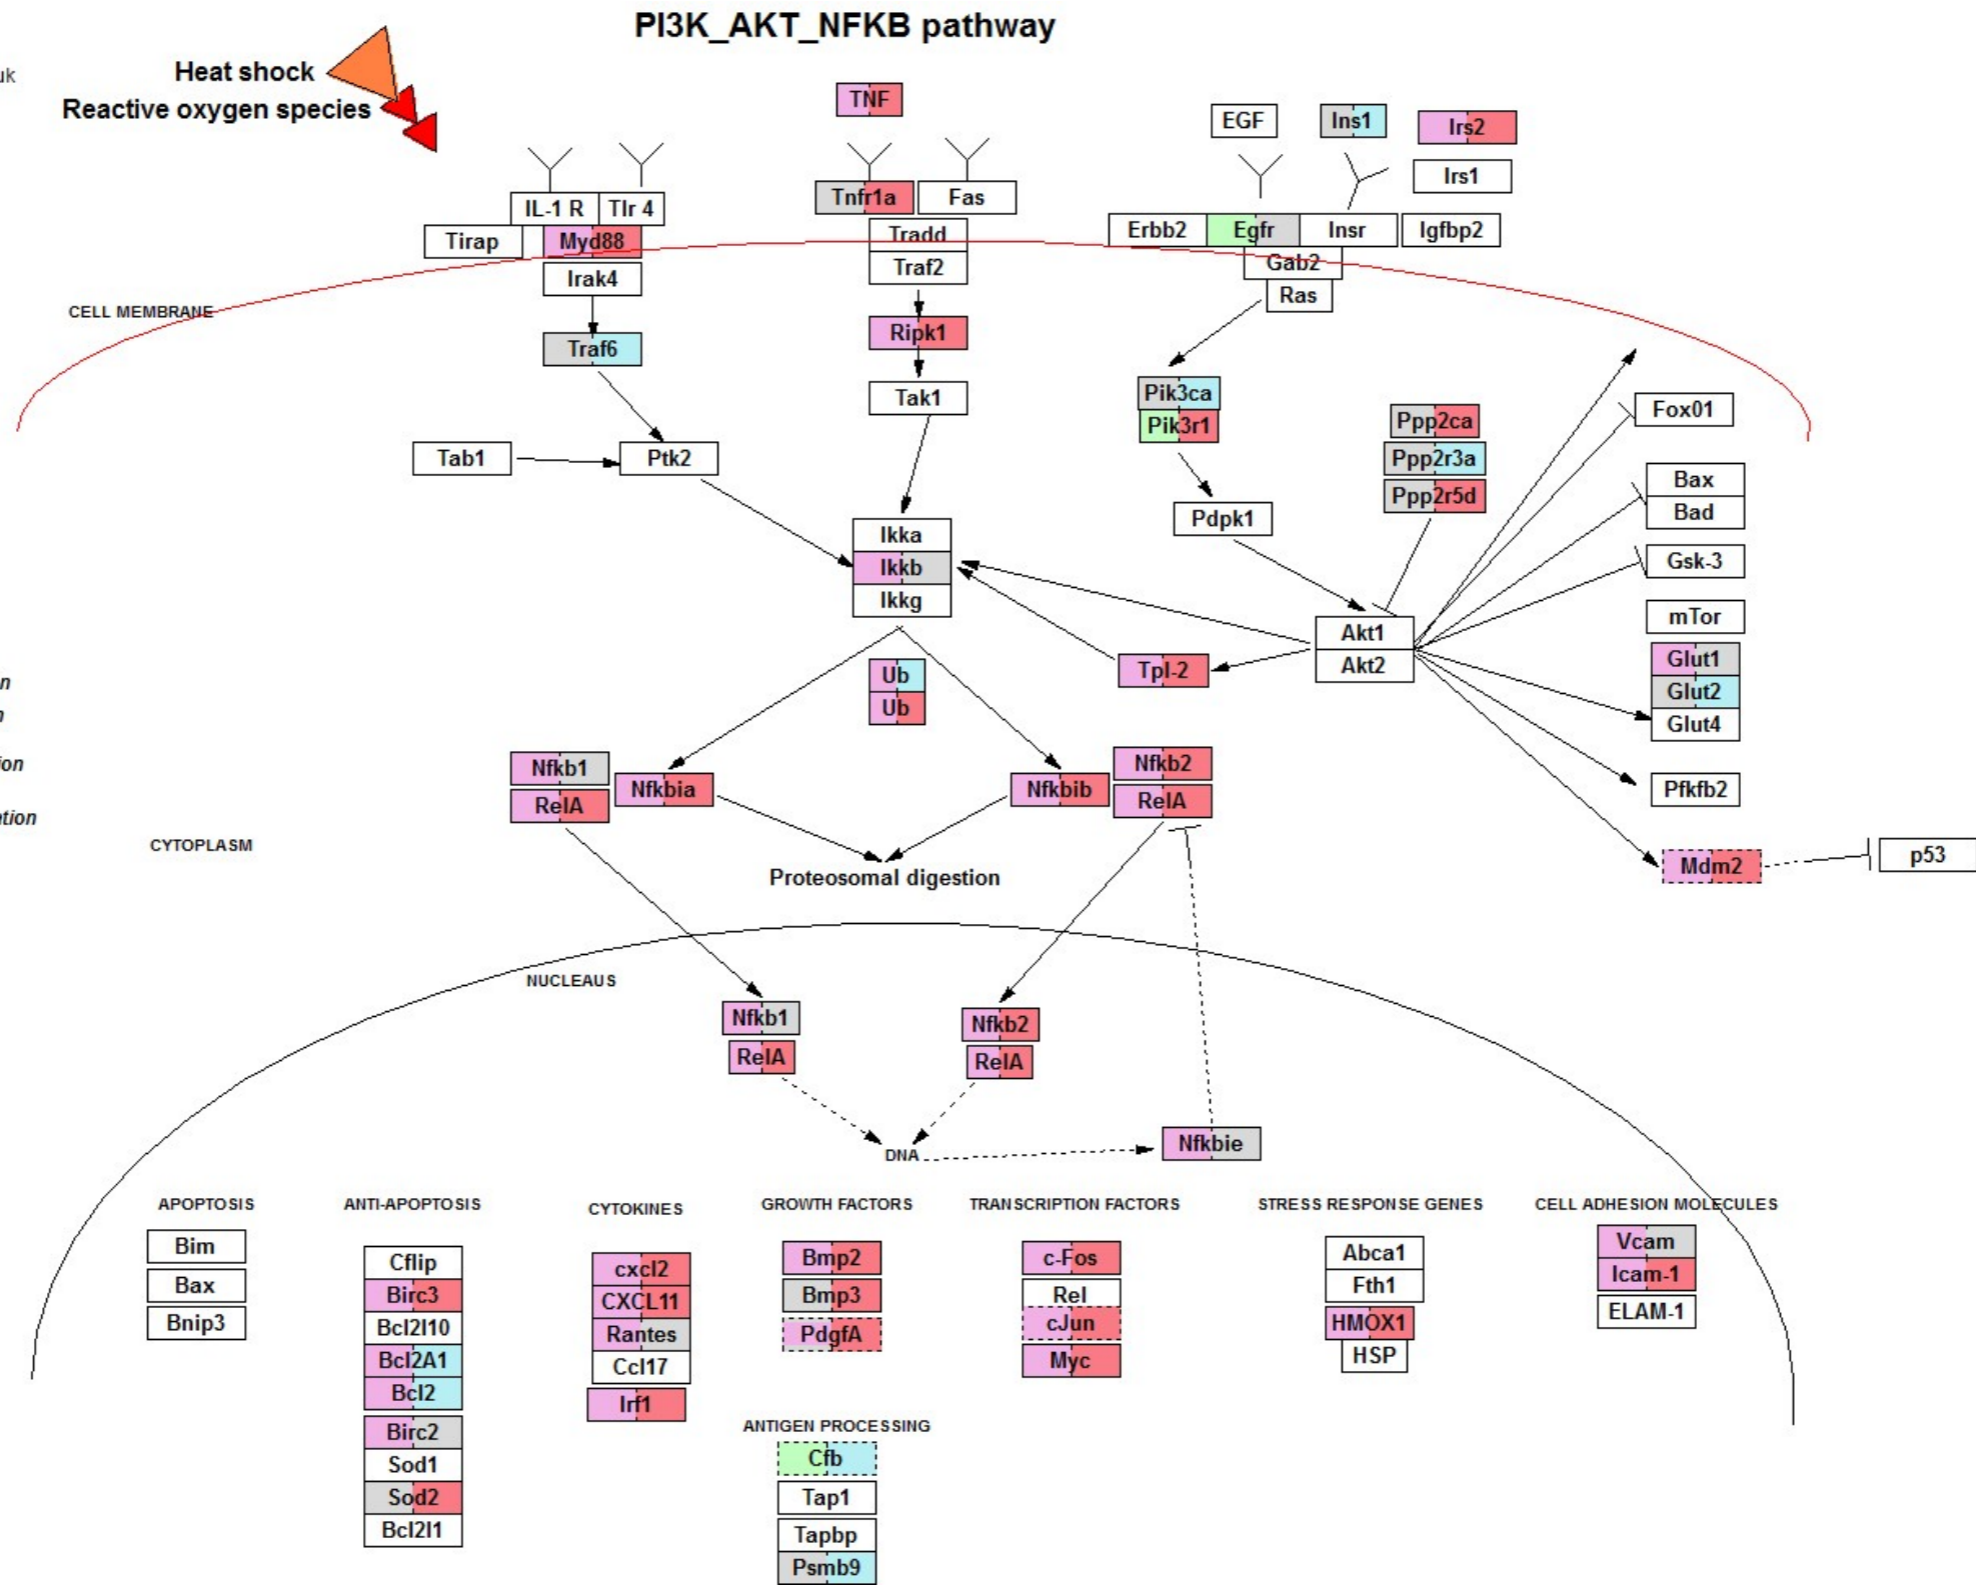 PI3K_AKT_NFKB pathway
uk
Heat shock
Reactive oxygen species
TNF
EGF
Ins1
Irs2
Irs1
IL-1 R
Tlr 4
Tnfr1a
Fas
Tirap
Myd88
Tradd
Erbb2
Egfr
Insr
Igfbp2
Irak4
Traf2
Gab2
Ras
CELL MEMBRANE
Traf6
Ripk1
Tak1
Pik3ca
Pik3r1
Ppp2ca
Ppp2r3a
Ppp2r5d
Fox01
Tab1
Ptk2
Bax
Bad
Pdpk1
Ikka
Ikkb
Ikkg
Gsk-3
mTor
Akt1
Akt2
Tpl-2
Glut1
Glut2
Glut4
Ub
Ub
n
n
ion
ation
Nfkb1
RelA
Nfkbia
Nfkbib
Nfkb2
RelA
Pfkfb2
CYTOPLASM
Proteosomal digestion
Mdm2
p53
NUCLEAUS
Nfkb1
RelA
Nfkb2
RelA
DNA
Nfkbie
APOPTOSIS
Bim
Bax
Bnip3
ANTI-APOPTOSIS
Cflip
Birc3
Bcl2l10
Bcl2A1
Bcl2
Birc2
Sod1
Sod2
Bcl2l1
CYTOKINES
cxcl2
CXCL11
Rantes
Ccl17
Irf1
GROWTH FACTORS
Bmp2
Bmp3
PdgfA
ANTIGEN PROCESSING
Cfb
Tap1
Tapbp
Psmb9
TRANSCRIPTION FACTORS
c-Fos
Rel
cJun
Myc
STRESS RESPONSE GENES
Abca1
Fth1
HMOX1
HSP
CELL ADHESION MOLECULES
Vcam
Icam-1
ELAM-1